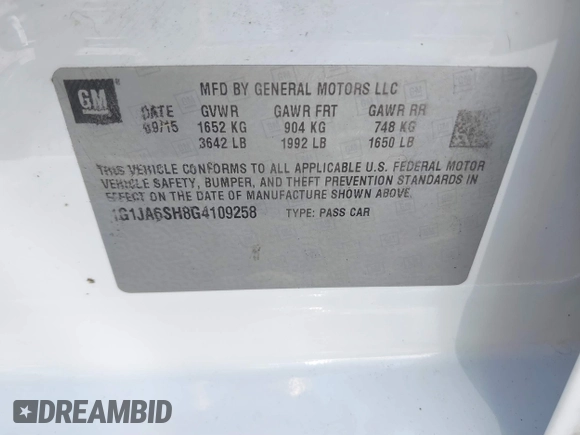 GM
MFD BY GENERAL MOTORS LLC
DATE GVWR GAWR FRT GAWR RR
09/15 1652 KG 904 KG 748 KG
3642 LB 1992 LB 1650 LB
THIS VEHICLE CONFORMS TO ALL APPLICABLE U.S. FEDERAL MOTOR
VEHICLE SAFETY, BUMPER, AND THEFT PREVENTION STANDARDS IN
EFFECT ON THE DATE OF MANUFACTURE SHOWN ABOVE.
1G1JA6SH8G4109258 TYPE: PASS CAR
DREAMBID